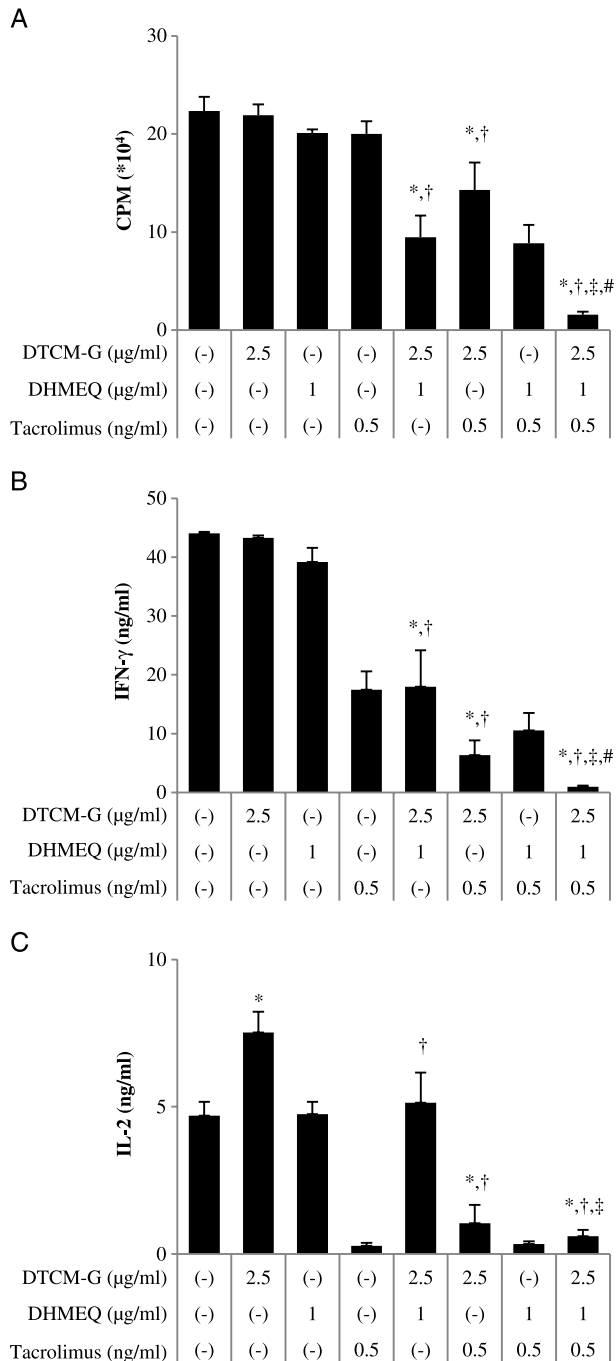 A
30
*,†
20
*,†
CPM (*10⁴)
10
*,†,‡,#
0
DTCM-G (μg/ml) (-) 2.5 (-) (-) 2.5 2.5 (-) 2.5
DHMEQ (μg/ml) (-) (-) 1 (-) 1 (-) 1 1
Tacrolimus (ng/ml) (-) (-) (-) 0.5 (-) 0.5 0.5 0.5
B
50
40
IFN-γ (ng/ml)
30
*,†
20
*,†
10
*,†,‡,#
0
DTCM-G (μg/ml) (-) 2.5 (-) (-) 2.5 2.5 (-) 2.5
DHMEQ (μg/ml) (-) (-) 1 (-) 1 (-) 1 1
Tacrolimus (ng/ml) (-) (-) (-) 0.5 (-) 0.5 0.5 0.5
C
10
*
†
IL-2 (ng/ml)
5
*,†
*,†,‡
0
DTCM-G (μg/ml) (-) 2.5 (-) (-) 2.5 2.5 (-) 2.5
DHMEQ (μg/ml) (-) (-) 1 (-) 1 (-) 1 1
Tacrolimus (ng/ml) (-) (-) (-) 0.5 (-) 0.5 0.5 0.5